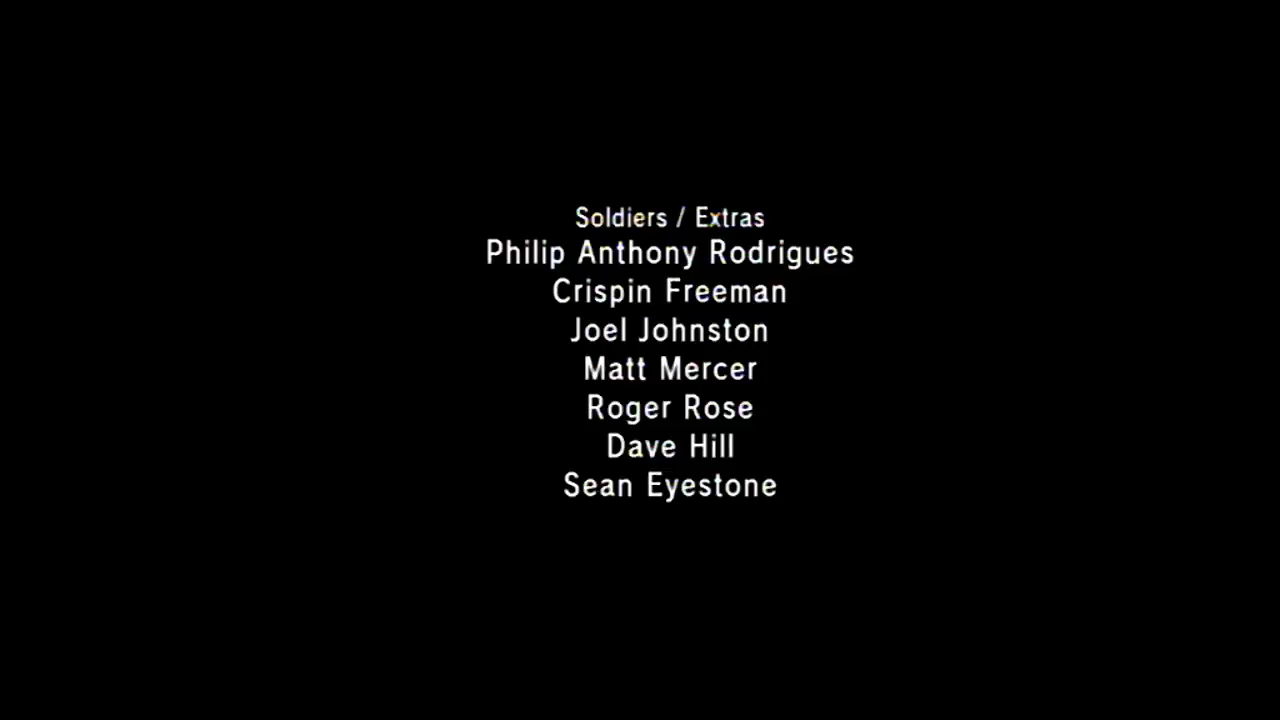 Soldiers / Extras
Philip Anthony Rodrigues
Crispin Freeman
Joel Johnston
Matt Mercer
Roger Rose
Dave Hill
Sean Eyestone